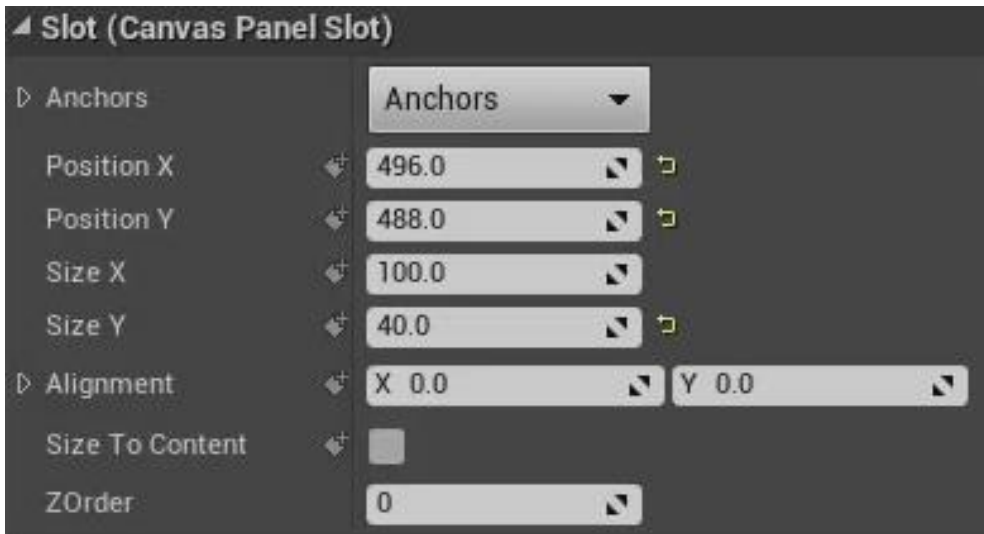 Slot (Canvas Panel Slot)
Anchors Anchors
Position X 496.0
Position Y 488.0
Size X 100.0
Size Y 40.0
Alignment X 0.0 Y 0.0
Size To Content
ZOrder 0